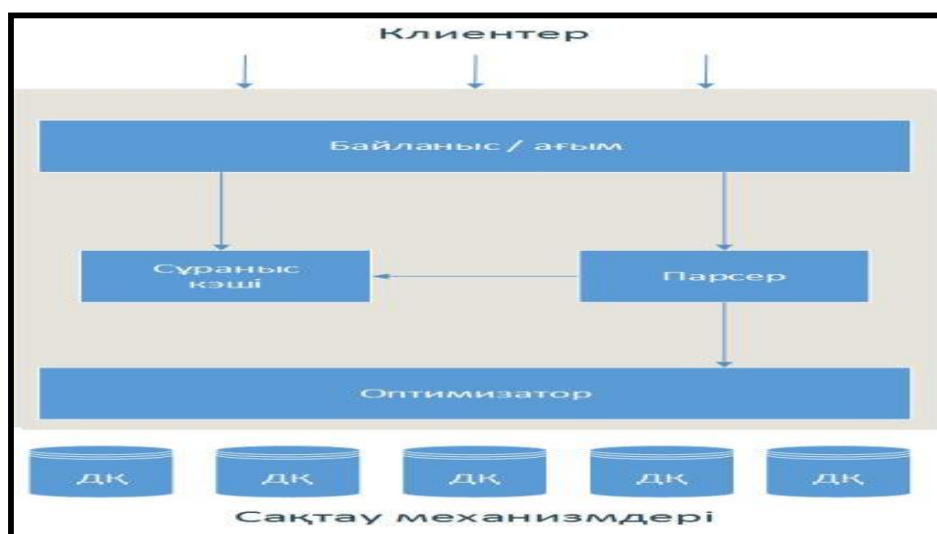 Клиентер
Байланыс / ағым
Сұраныс
кэші
Парсер
Оптимизатор
ДҚ
ДҚ
ДҚ
ДҚ
ДҚ
Сақтау механизмдері